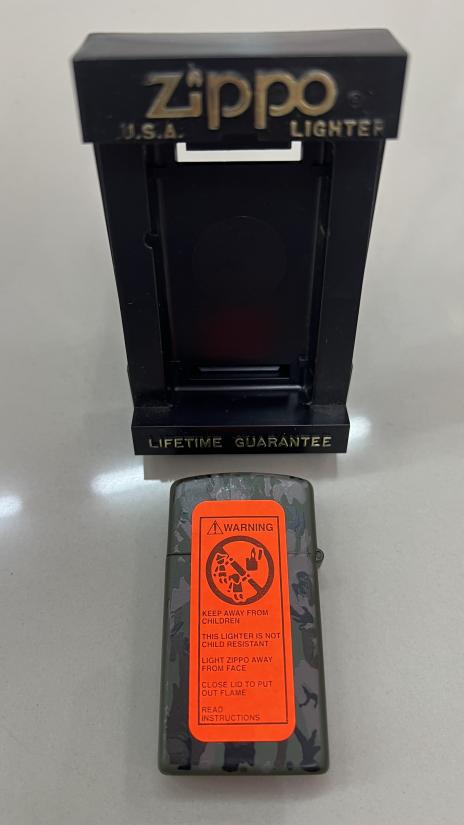 Zippo
U.S.A. LIGHTER
LIFETIME GUARANTEE
WARNING
KEEP AWAY FROM
CHILDREN
THIS LIGHTER IS NOT
CHILD RESISTANT
LIGHT ZIPPO AWAY
FROM FACE
CLOSE LID TO PUT
OUT FLAME
READ
INSTRUCTIONS